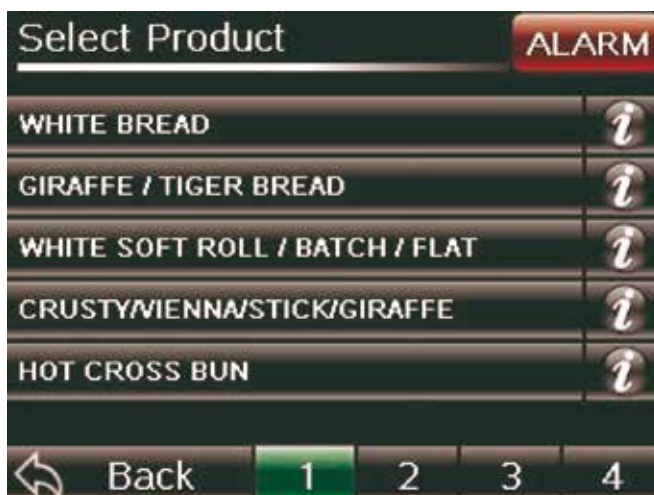 Select Product ALARM
WHITE BREAD i
GIRAFFE / TIGER BREAD i
WHITE SOFT ROLL / BATCH / FLAT i
CRUSTY/VIENNA/STICK/GIRAFFE i
HOT CROSS BUN i
Back 1 2 3 4